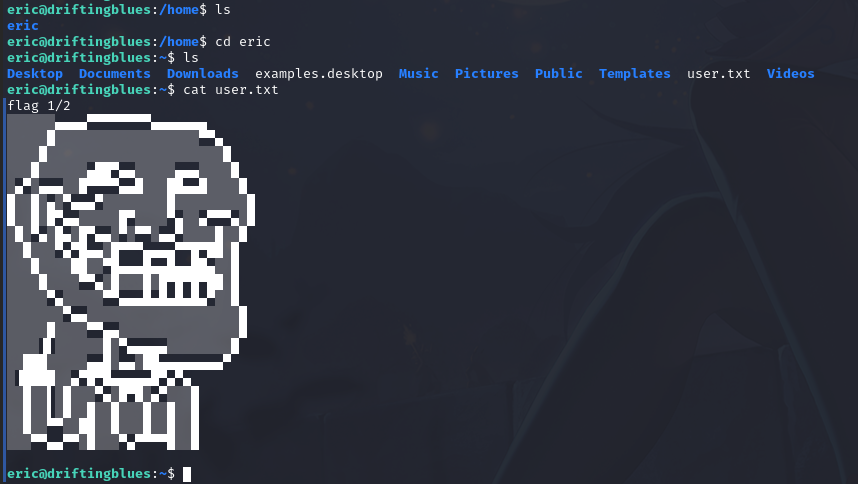 eric@driftingblues:/home$ ls
eric
eric@driftingblues:/home$ cd eric
eric@driftingblues:~$ ls
Desktop  Documents  Downloads  examples.desktop  Music  Pictures  Public  Templates  user.txt  Videos
eric@driftingblues:~$ cat user.txt
flag 1/2
eric@driftingblues:~$